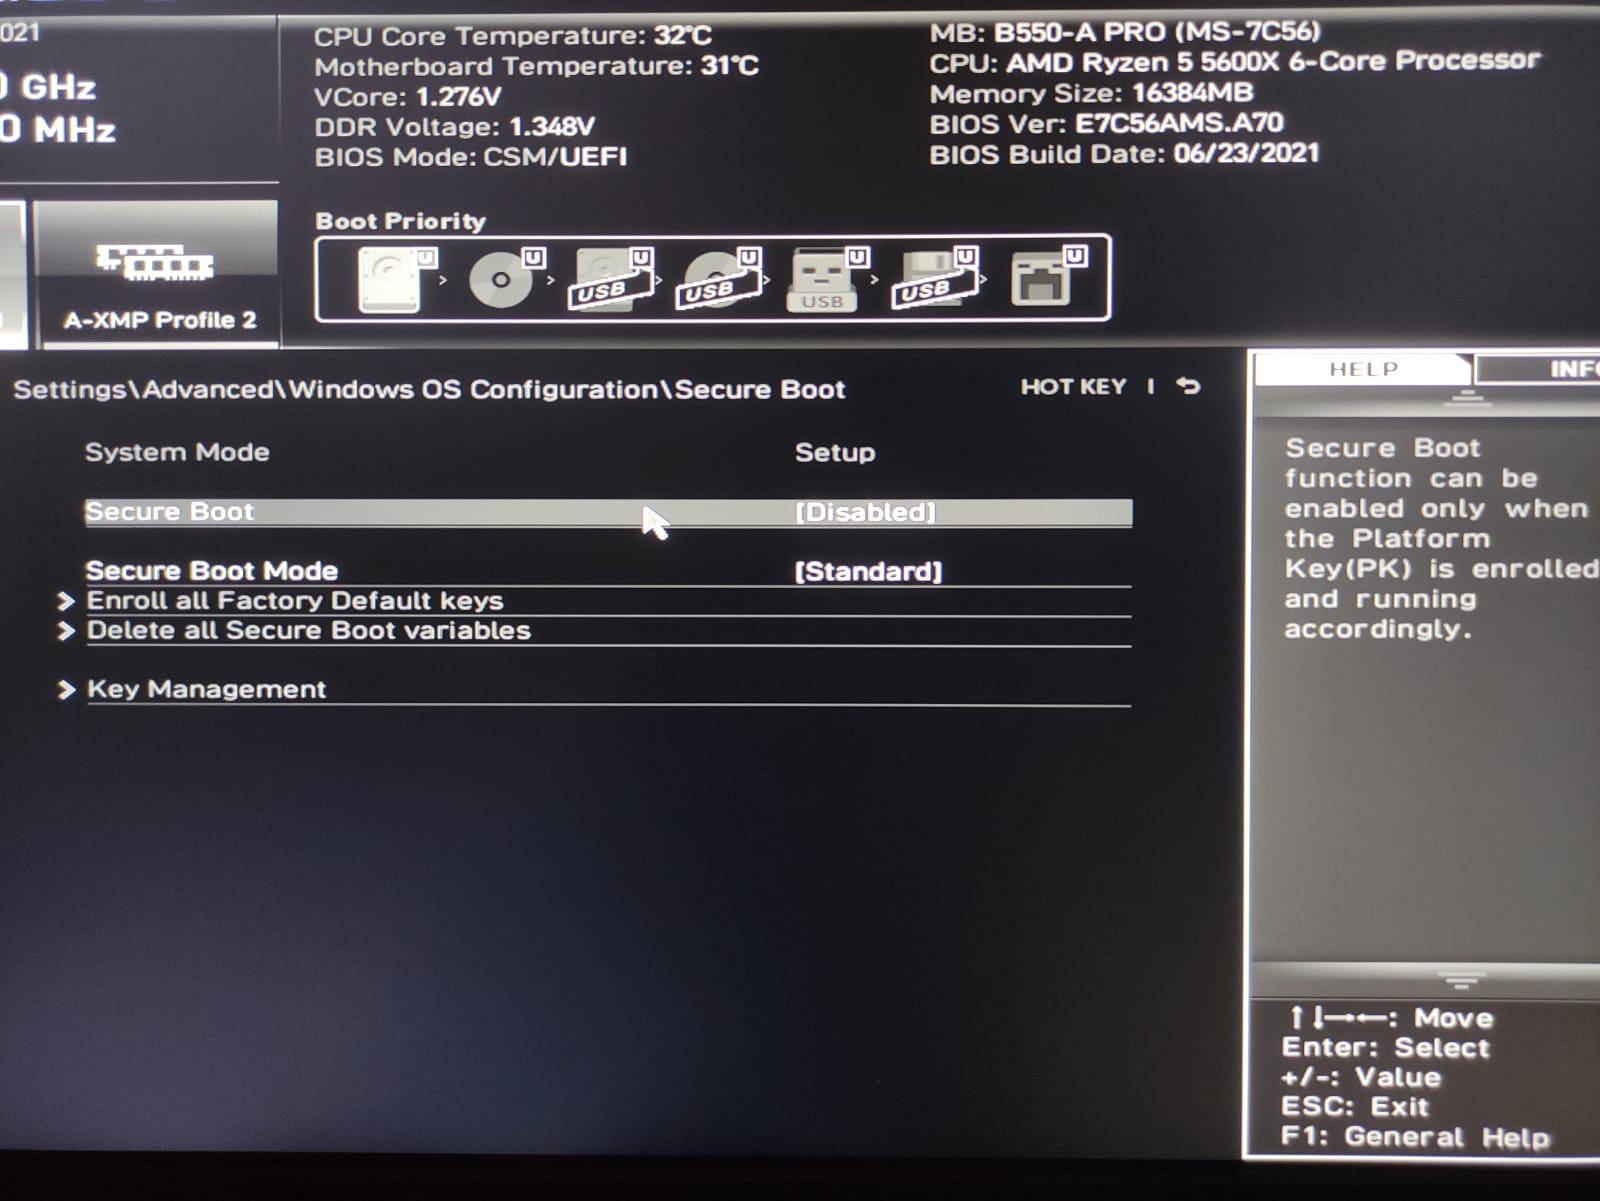 021
GHz
0 MHz
CPU Core Temperature: 32°C
Motherboard Temperature: 31°C
VCore: 1.276V
DDR Voltage: 1.348V
BIOS Mode: CSM/UEFI
MB: B550-A PRO (MS-7C56)
CPU: AMD Ryzen 5 5600X 6-Core Processor
Memory Size: 16384MB
BIOS Ver: E7C56AMS.A70
BIOS Build Date: 06/23/2021
A-XMP Profile 2
Boot Priority
U U U U U U U
USB USB USB USB
Settings\Advanced\Windows OS Configuration\Secure Boot
HOT KEY |
System Mode Setup
Secure Boot [Disabled]
Secure Boot Mode [Standard]
> Enroll all Factory Default keys
> Delete all Secure Boot variables
> Key Management
HELP
INFO
Secure Boot
function can be
enabled only when
the Platform
Key(PK) is enrolled
and running
accordingly.
↑↓→←: Move
Enter: Select
+/-: Value
ESC: Exit
F1: General Help